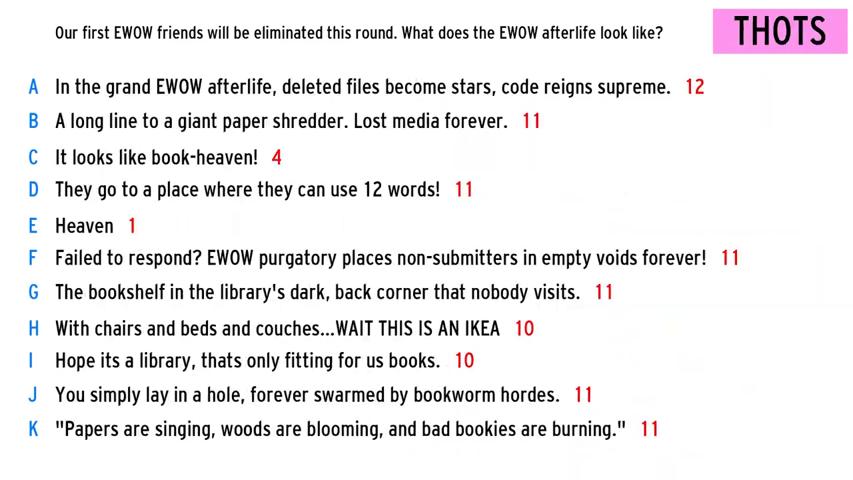 Our first EWOW friends will be eliminated this round. What does the EWOW afterlife look like?
THOTS
A In the grand EWOW afterlife, deleted files become stars, code reigns supreme. 12
B A long line to a giant paper shredder. Lost media forever. 11
C It looks like book-heaven! 4
D They go to a place where they can use 12 words! 11
E Heaven 1
F Failed to respond? EWOW purgatory places non-submitters in empty voids forever! 11
G The bookshelf in the library's dark, back corner that nobody visits. 11
H With chairs and beds and couches...WAIT THIS IS AN IKEA 10
I Hope its a library, thats only fitting for us books. 10
J You simply lay in a hole, forever swarmed by bookworm hordes. 11
K "Papers are singing, woods are blooming, and bad bookies are burning." 11